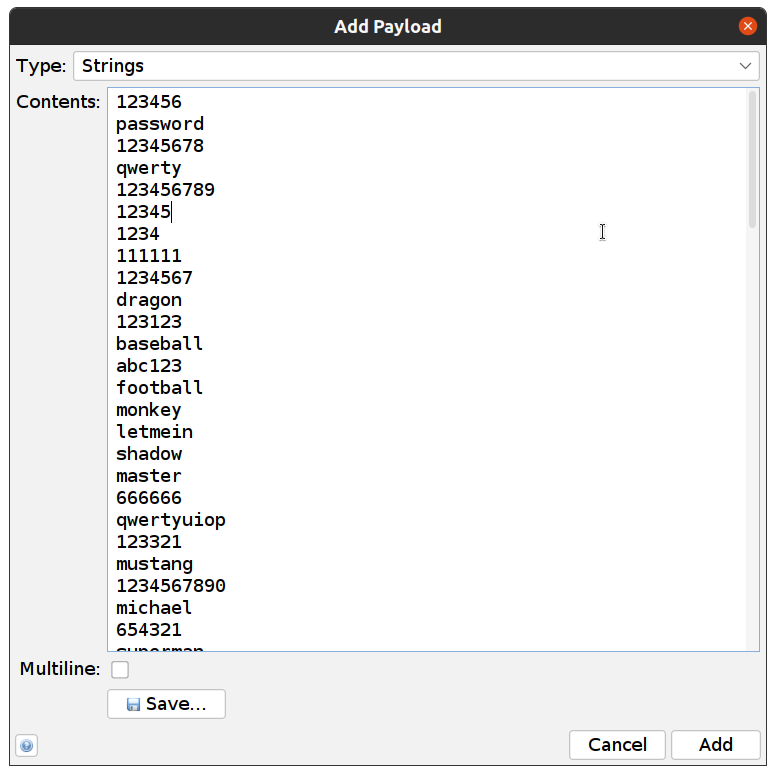 Add Payload
Type: Strings
Contents: 123456
password
12345678
qwerty
123456789
12345
1234
111111
1234567
dragon
123123
baseball
abc123
football
monkey
letmein
shadow
master
666666
qwertyuiop
123321
mustang
1234567890
michael
654321
superman
Multiline:
Save...
Cancel Add